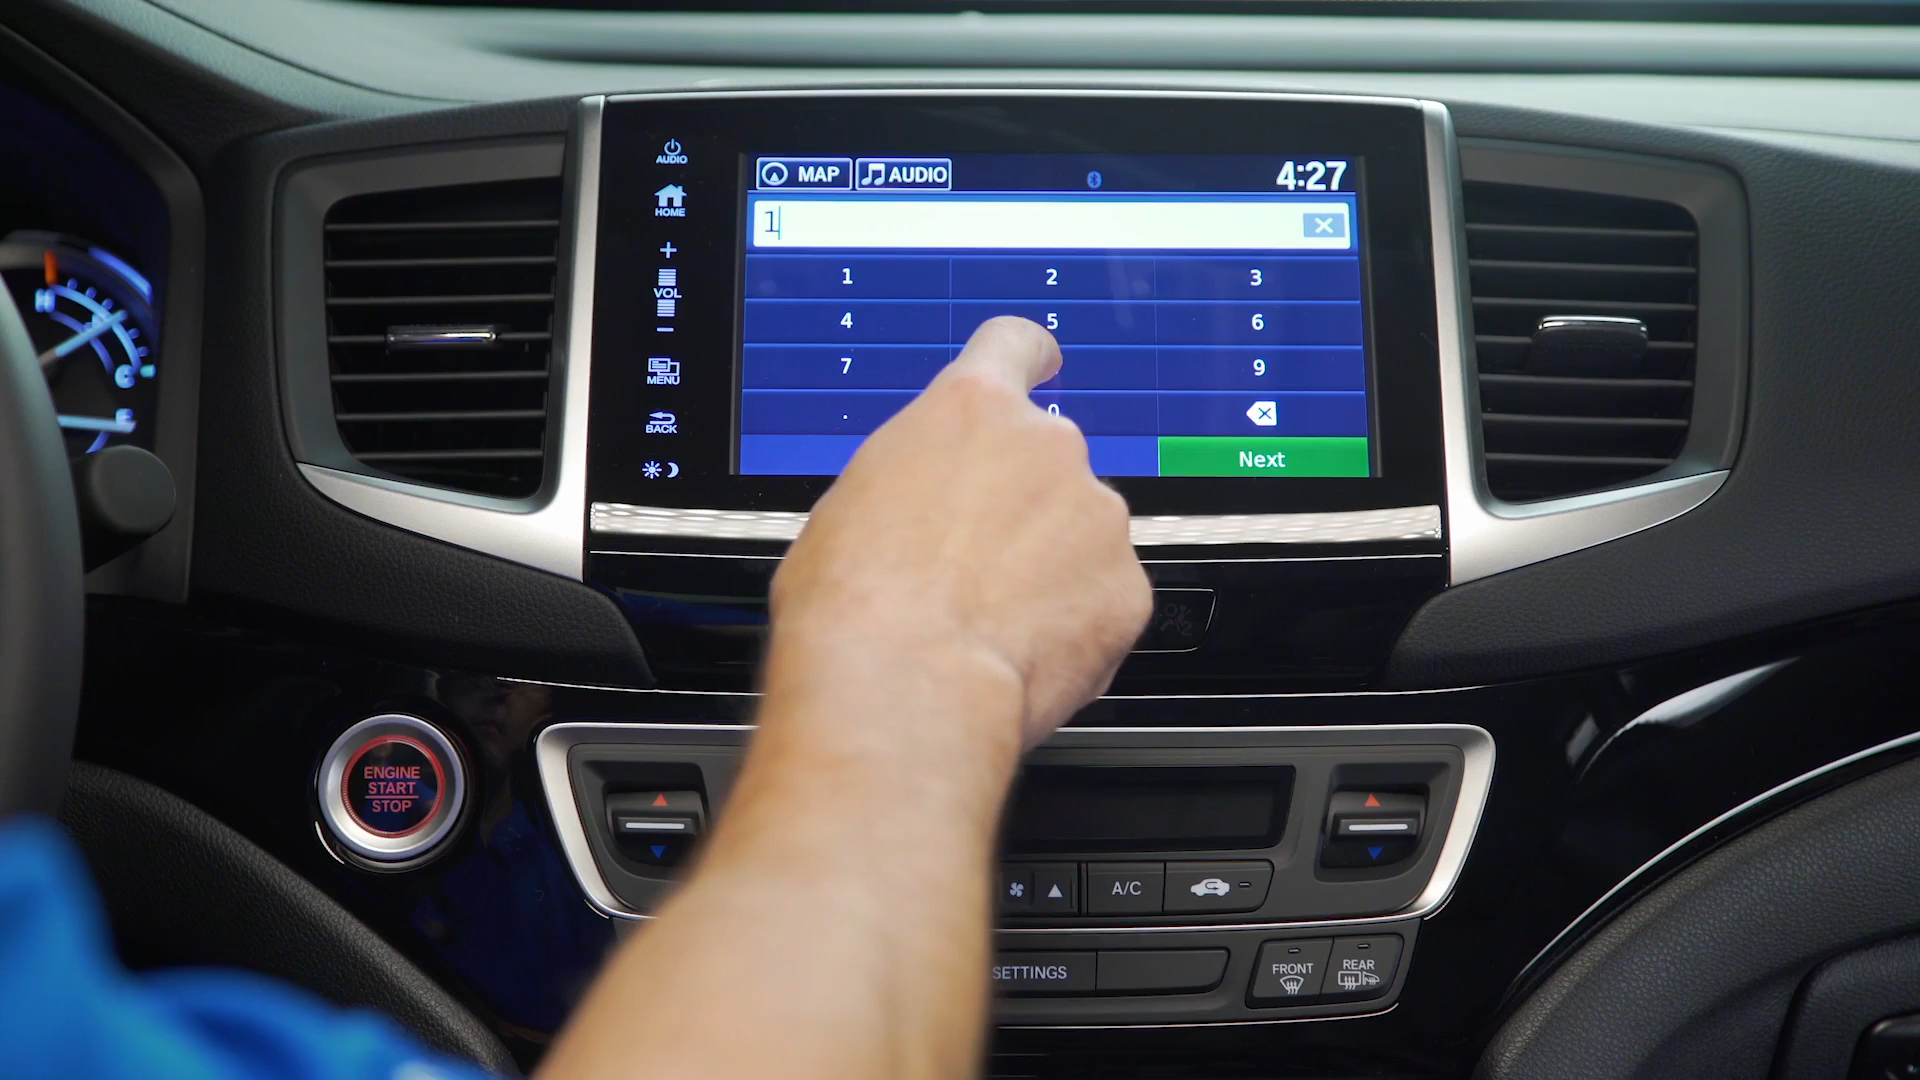 AUDIO
HOME
+
VOL
−
MENU
BACK
MAP
AUDIO
4:27
1
1 2 3
4 5 6
7 9
. 0
Next
H
C
E
ENGINE
START
STOP
A/C
SETTINGS
FRONT
REAR